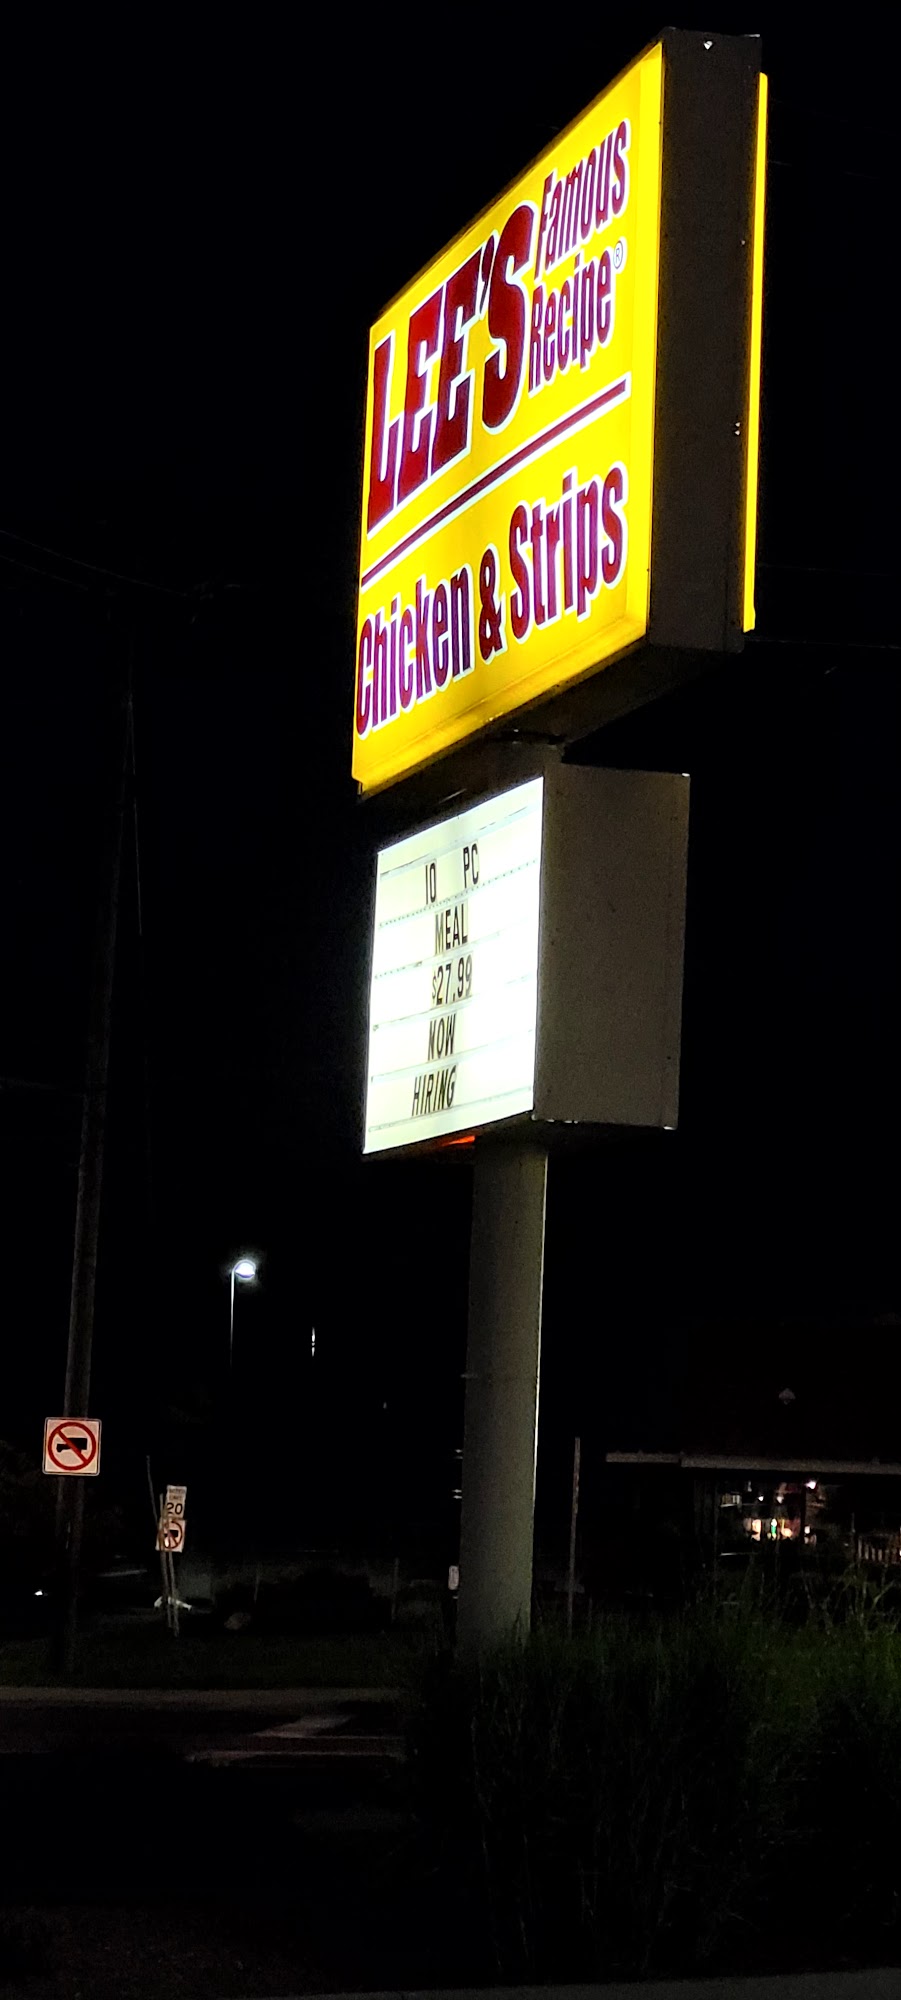 LEE'S Famous
Recipe®
Chicken & Strips
10 PC
MEAL
$27.99
NOW
HIRING
20